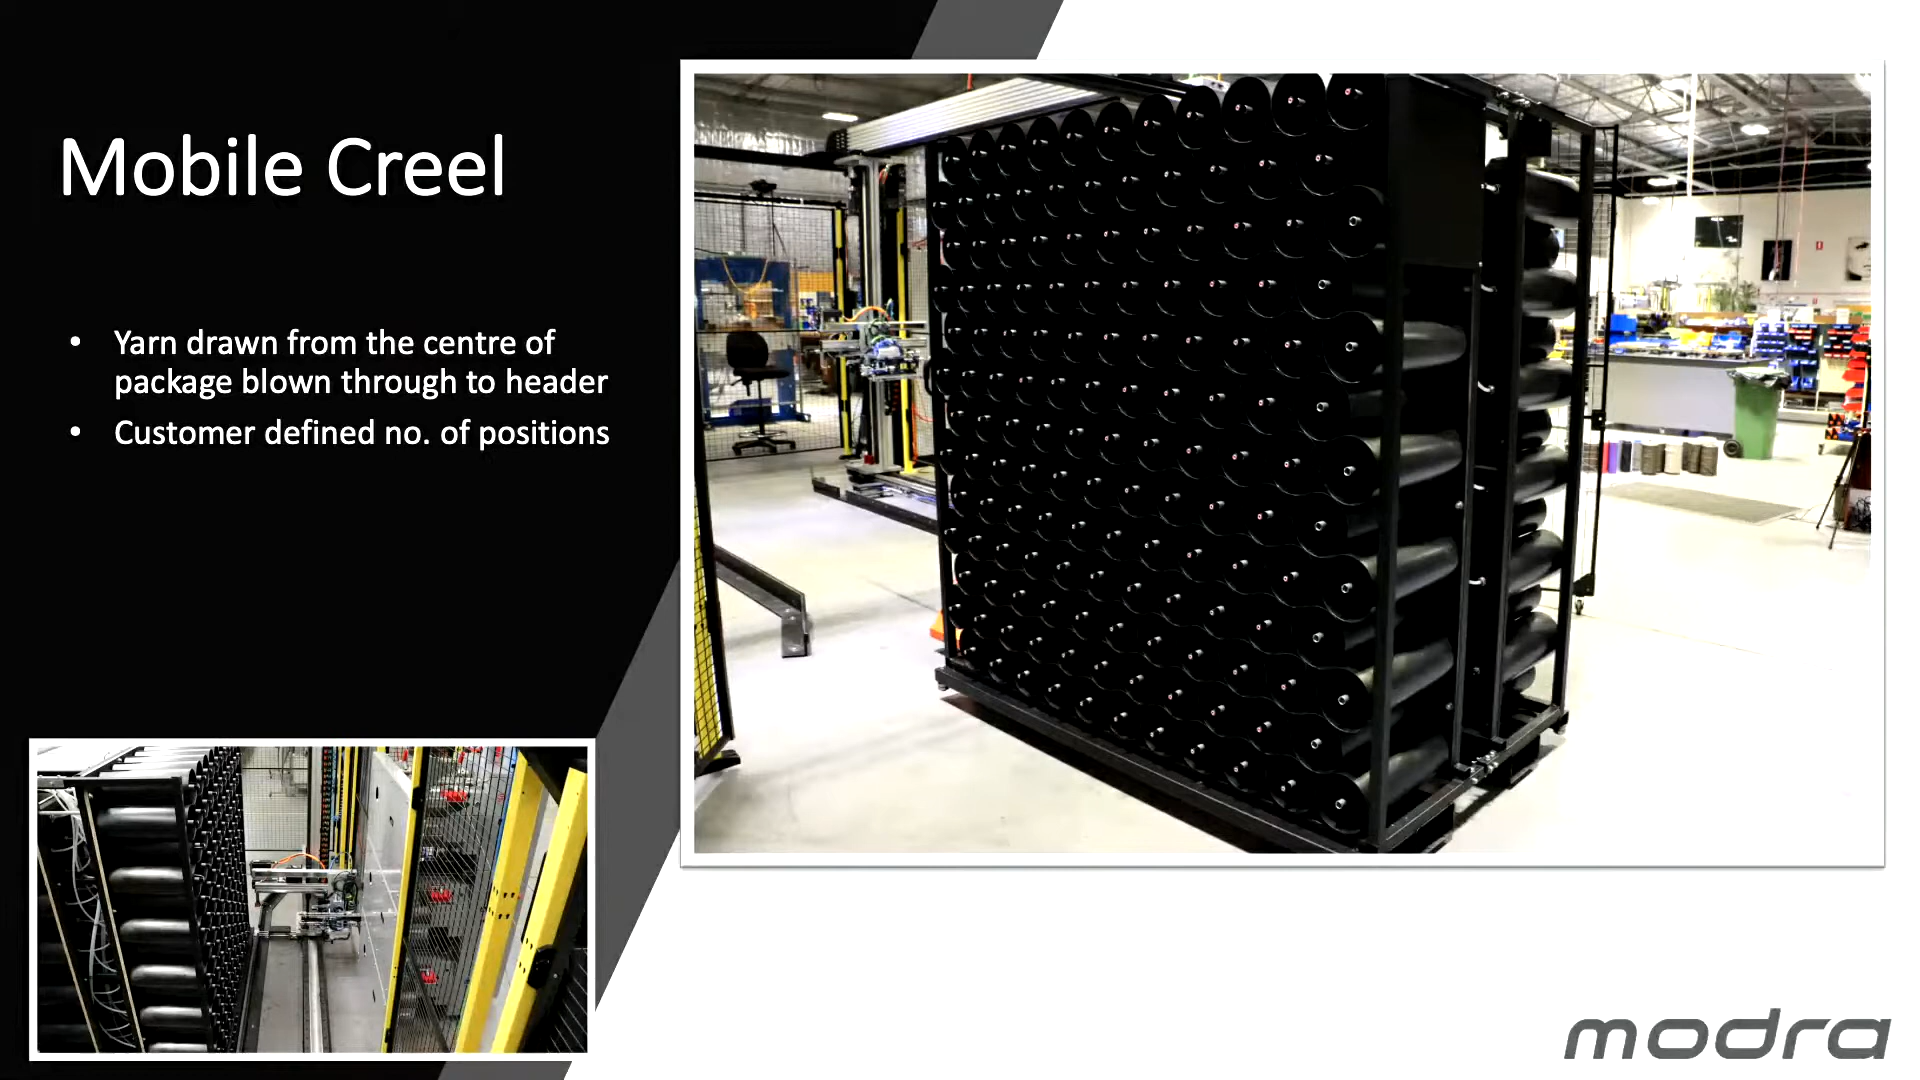 Mobile Creel
• Yarn drawn from the centre of
package blown through to header
• Customer defined no. of positions
modra